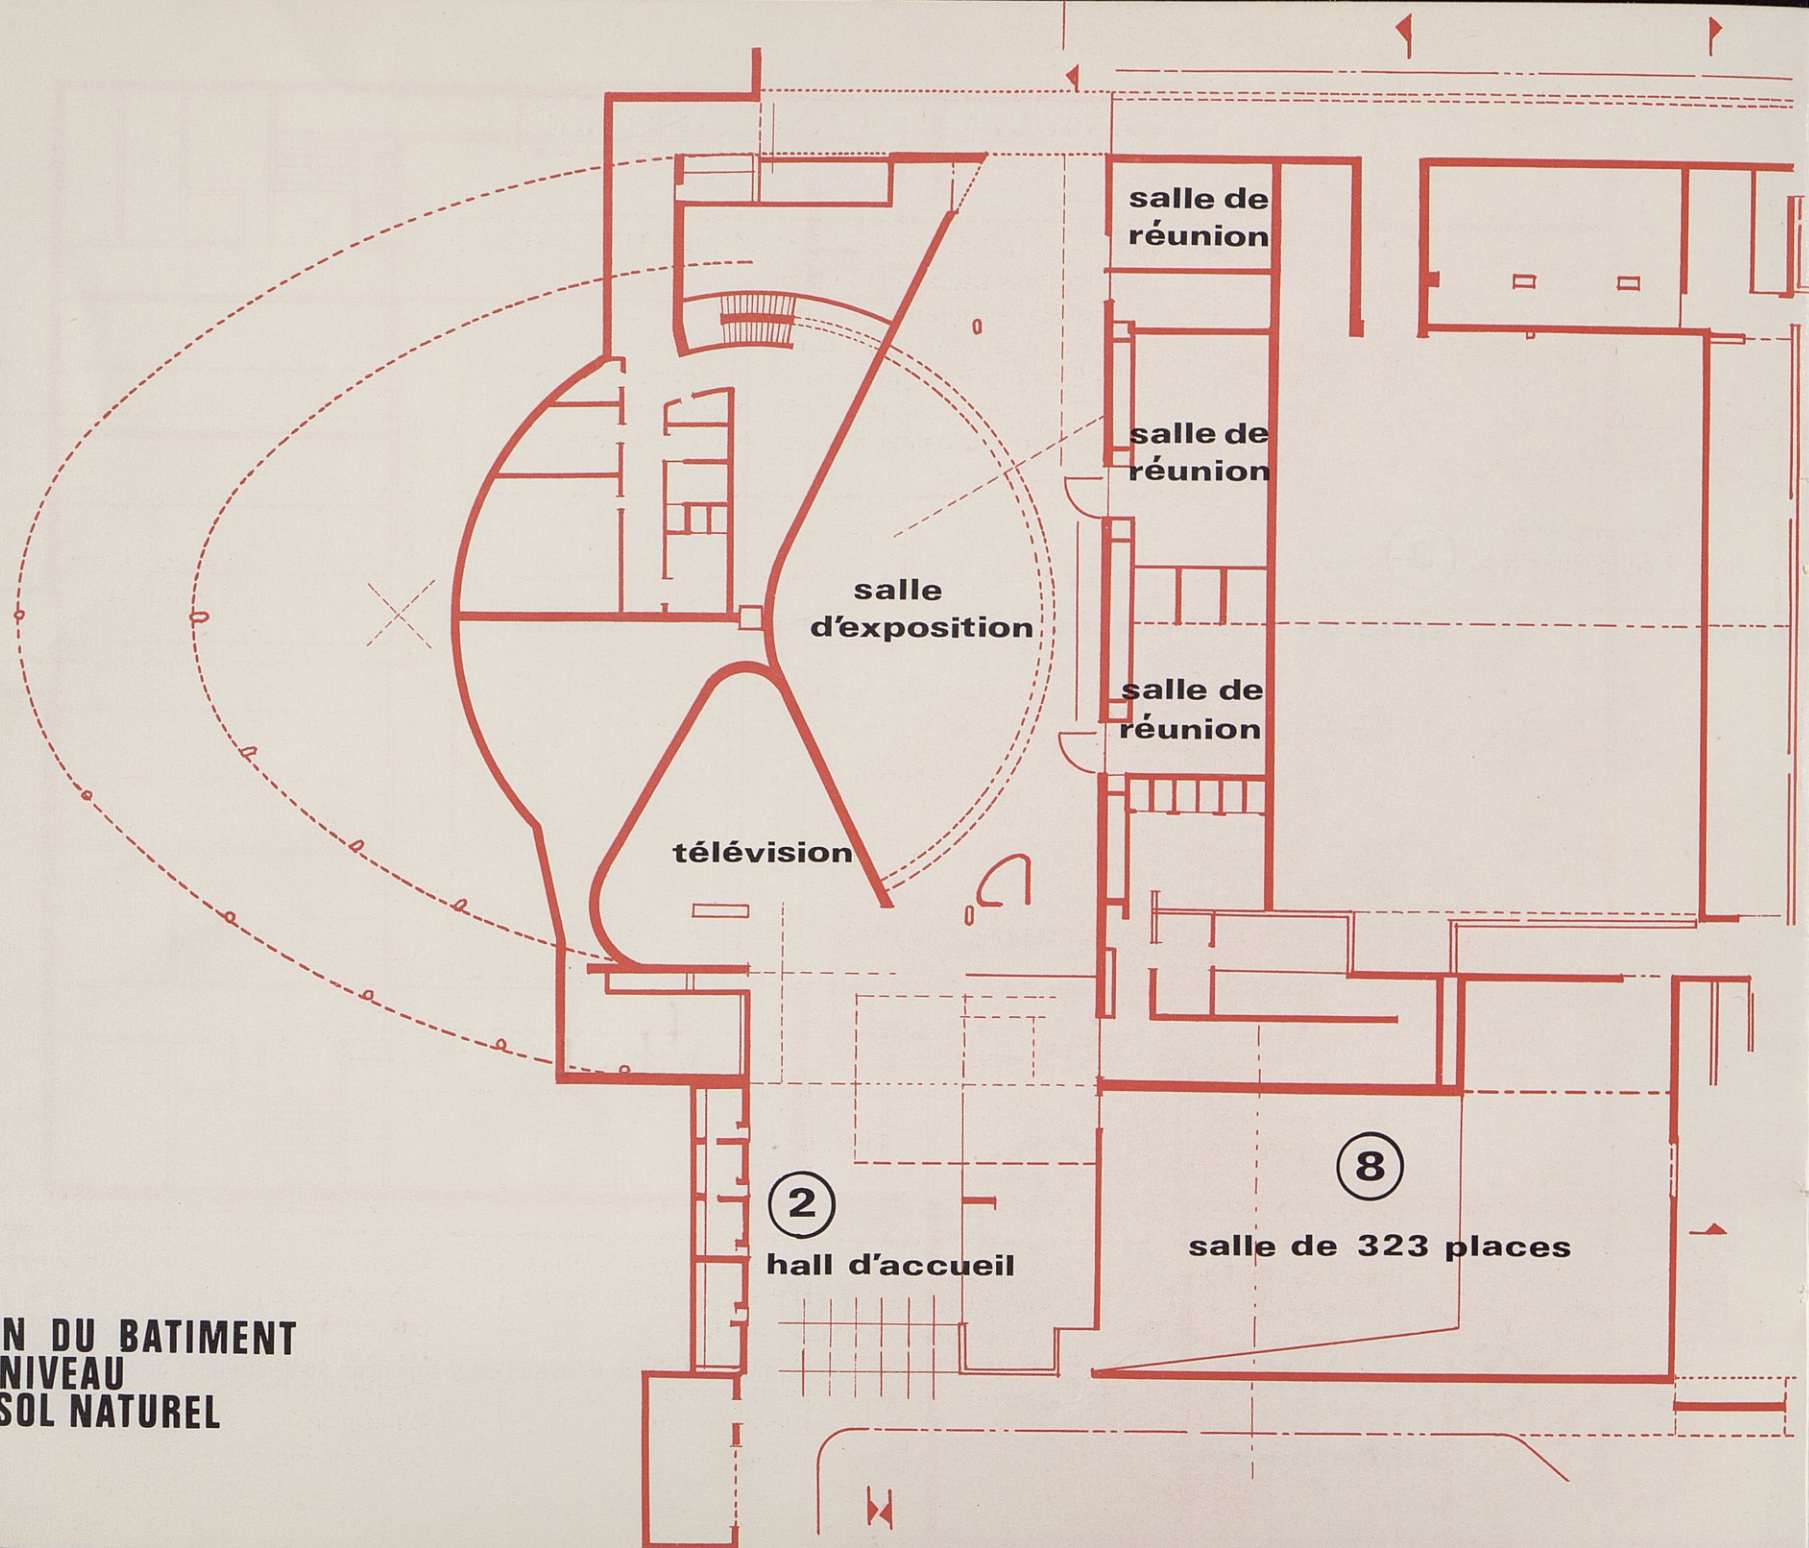 salle de
réunion
salle de
réunion
salle
d'exposition
salle de
réunion
télévision
8
2
salle de 323 places
hall d'accueil
N DU BATIMENT
NIVEAU
SOL NATUREL